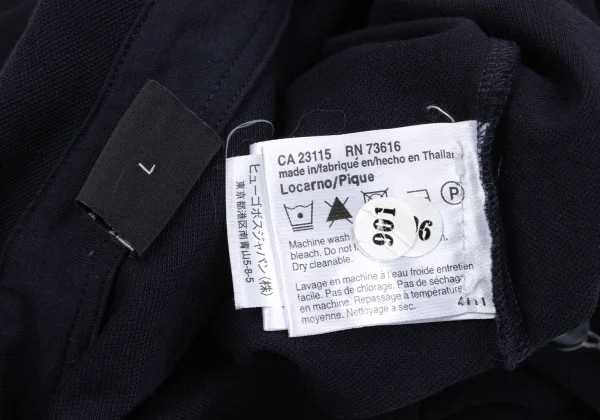 L
ヒューゴボスジャパン(株)
東京都港区南青山5-8-5
CA 23115 RN 73616
made in/fabriqué en/hecho en Thailan
Locarno/Pique
P
901
06
Machine wash
bleach. Do not t
Dry cleanable.
Lavage en machine à l eau froide entretien
facile. Pas de chlorage. Pas de séchage
en machine. Repassage à température
moyenne. Nettoyage a sec.